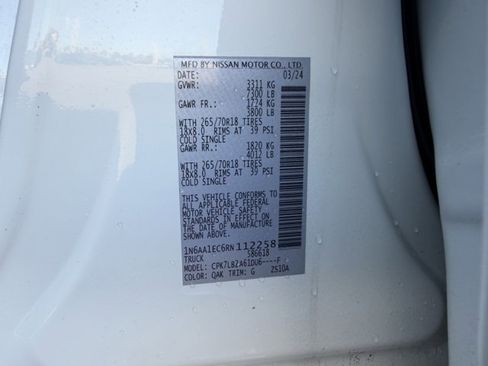 MFD BY NISSAN MOTOR CO., LTD.
DATE: 03/24
GVWR: 3311 KG
7300 LB
GAWR FR.: 1724 KG
3800 LB
WITH 265/70R18 TIRES
18x8.0 RIMS AT 39 PSI
COLD SINGLE
GAWR RR.: 1820 KG
4012 LB
WITH 265/70R18 TIRES
18x8.0 RIMS AT 39 PSI
COLD SINGLE
THIS VEHICLE CONFORMS TO
ALL APPLICABLE FEDERAL
MOTOR VEHICLE SAFETY
STANDARDS IN EFFECT ON
THE DATE OF MANUFACTURE
SHOWN ABOVE.
1N6AA1EC6RN112258
TRUCK 586618
MODEL: CPK7LBZA61DU6----F
COLOR: QAK TRIM: G 2S10A